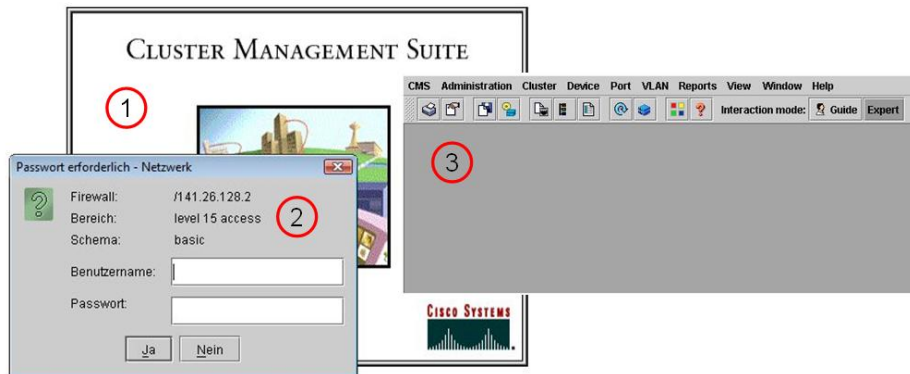 CLUSTER MANAGEMENT SUITE
1
CMS Administration Cluster Device Port VLAN Reports View Window Help
Interaction mode: Guide Expert
3
Passwort erforderlich - Netzwerk
Firewall: /141.26.128.2
Bereich: level 15 access
2
Schema: basic
Benutzername:
Passwort:
Ja Nein
CISCO SYSTEMS